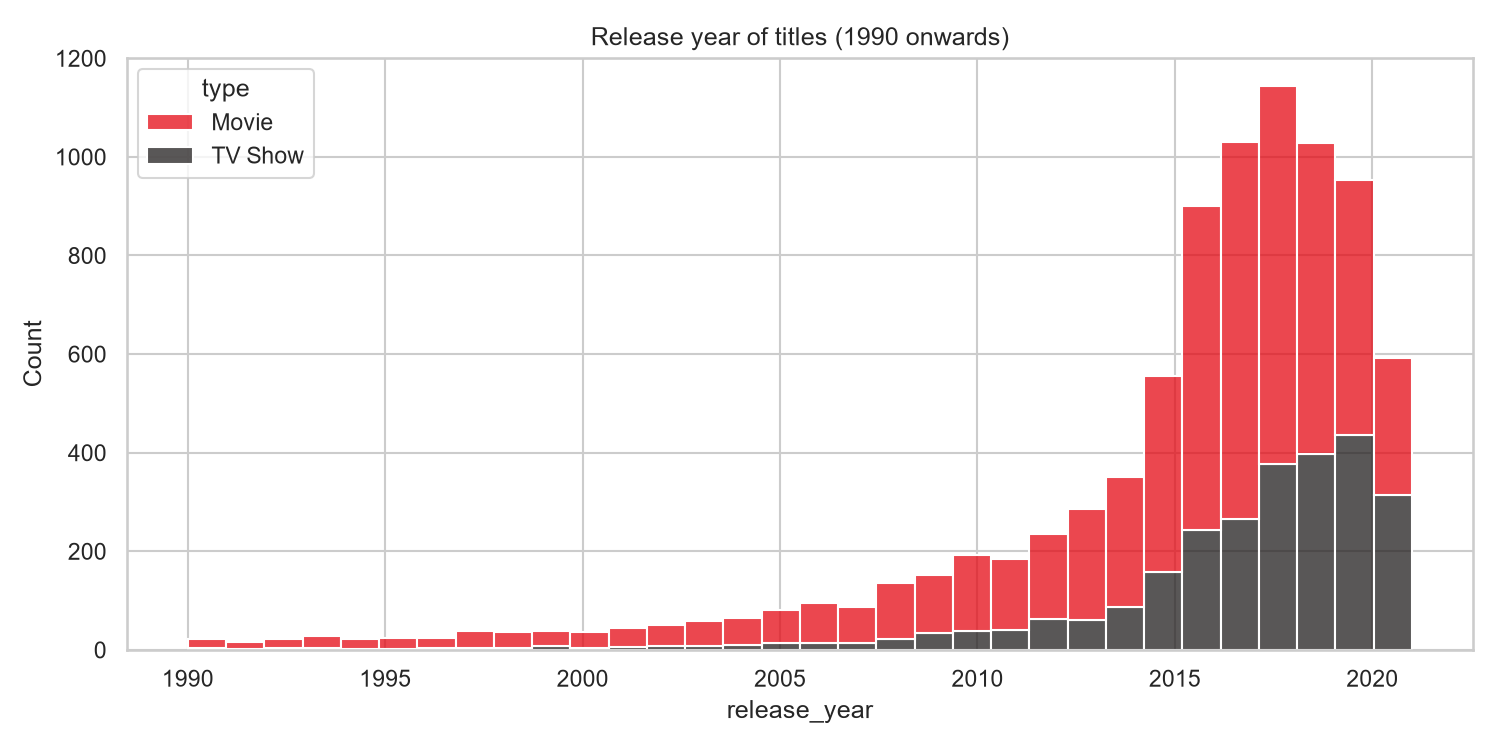 Release year of titles (1990 onwards)
type
Movie
TV Show
1200
1000
800
600
400
200
0
Count
1990 1995 2000 2005 2010 2015 2020
release_year